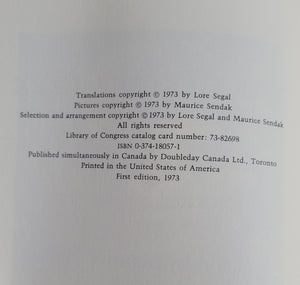 Translations copyright © 1973 by Lore Segal
Pictures copyright © 1973 by Maurice Sendak
Selection and arrangement copyright © 1973 by Lore Segal and Maurice Sendak
All rights reserved
Library of Congress catalog card number: 73-82698
ISBN 0-374-18057-1
Published simultaneously in Canada by Doubleday Canada Ltd., Toronto
Printed in the United States of America
First edition, 1973